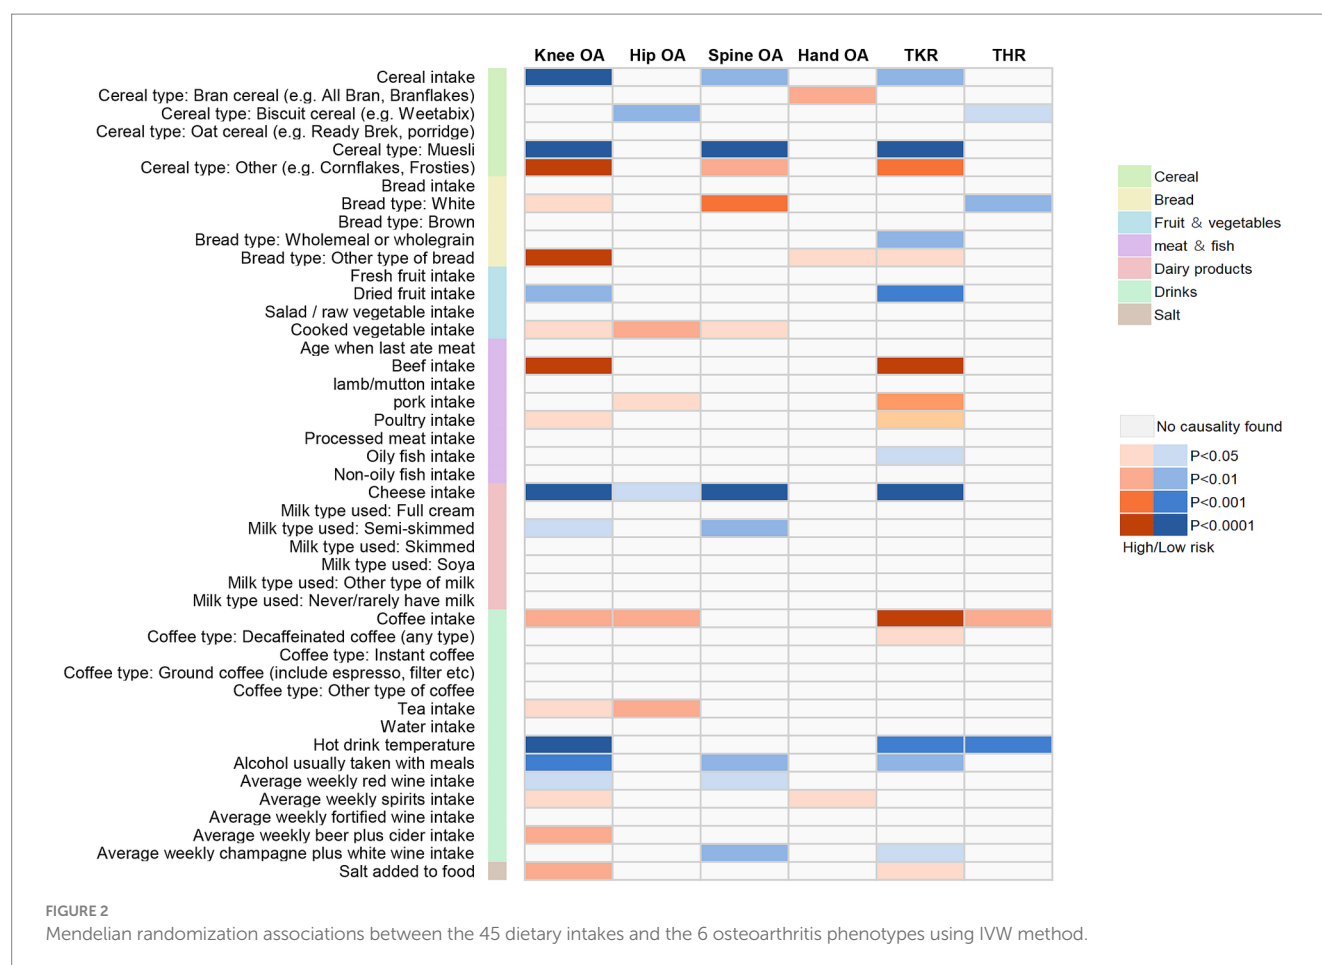 Knee OA Hip OA Spine OA Hand OA TKR THR
Cereal intake
Cereal type: Bran cereal (e.g. All Bran, Branflakes)
Cereal type: Biscuit cereal (e.g. Weetabix)
Cereal type: Oat cereal (e.g. Ready Brek, porridge)
Cereal type: Muesli
Cereal type: Other (e.g. Cornflakes, Frosties)
Bread intake
Bread type: White
Bread type: Brown
Bread type: Wholemeal or wholegrain
Bread type: Other type of bread
Fresh fruit intake
Dried fruit intake
Salad / raw vegetable intake
Cooked vegetable intake
Age when last ate meat
Beef intake
lamb/mutton intake
pork intake
Poultry intake
Processed meat intake
Oily fish intake
Non-oily fish intake
Cheese intake
Milk type used: Full cream
Milk type used: Semi-skimmed
Milk type used: Skimmed
Milk type used: Soya
Milk type used: Other type of milk
Milk type used: Never/rarely have milk
Coffee intake
Coffee type: Decaffeinated coffee (any type)
Coffee type: Instant coffee
Coffee type: Ground coffee (include espresso, filter etc)
Coffee type: Other type of coffee
Tea intake
Water intake
Hot drink temperature
Alcohol usually taken with meals
Average weekly red wine intake
Average weekly spirits intake
Average weekly fortified wine intake
Average weekly beer plus cider intake
Average weekly champagne plus white wine intake
Salt added to food
Cereal
Bread
Fruit & vegetables
meat & fish
Dairy products
Drinks
Salt
No causality found
P<0.05
P<0.01
P<0.001
P<0.0001
High/Low risk
FIGURE 2
Mendelian randomization associations between the 45 dietary intakes and the 6 osteoarthritis phenotypes using IVW method.